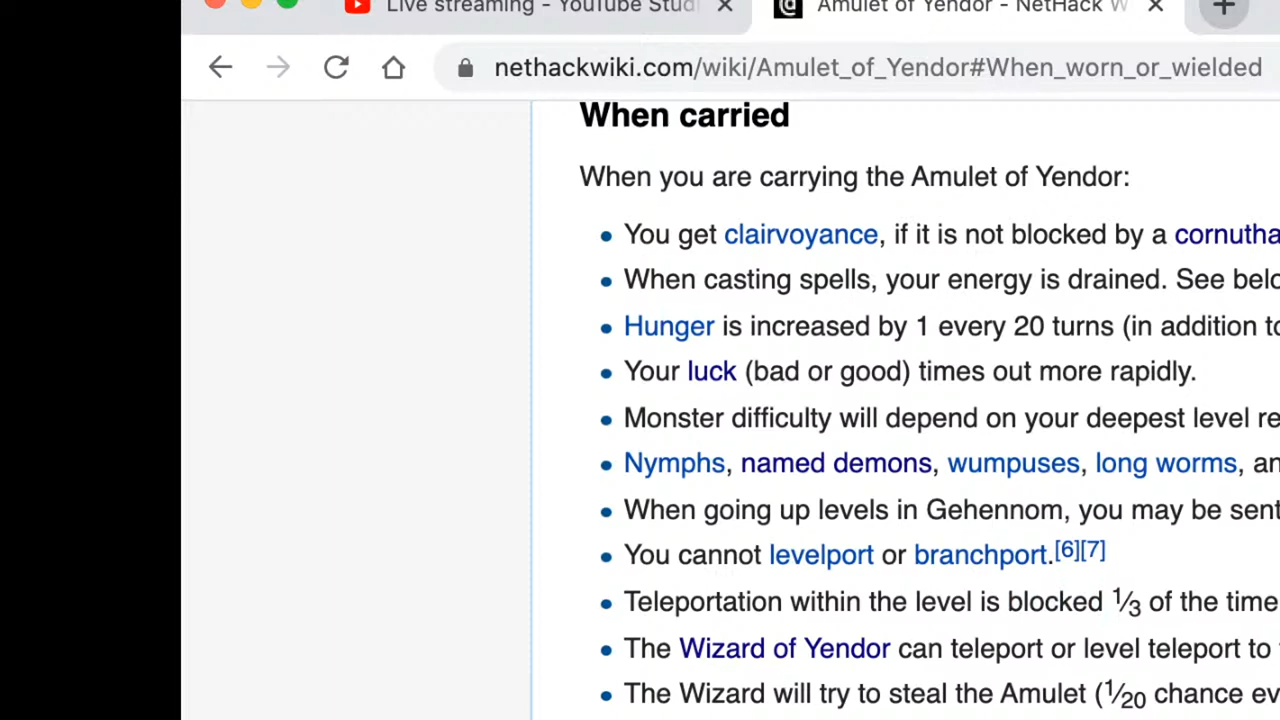 Live streaming - YouTube Stud
Amulet of Yendor - NetHack W
nethackwiki.com/wiki/Amulet_of_Yendor#When_worn_or_wielded
When carried
When you are carrying the Amulet of Yendor:
You get clairvoyance, if it is not blocked by a cornutha
When casting spells, your energy is drained. See belo
Hunger is increased by 1 every 20 turns (in addition to
Your luck (bad or good) times out more rapidly.
Monster difficulty will depend on your deepest level re
Nymphs, named demons, wumpuses, long worms, an
When going up levels in Gehennom, you may be sent
You cannot levelport or branchport.[6][7]
Teleportation within the level is blocked 1⁄3 of the time
The Wizard of Yendor can teleport or level teleport to
The Wizard will try to steal the Amulet (1⁄20 chance ev